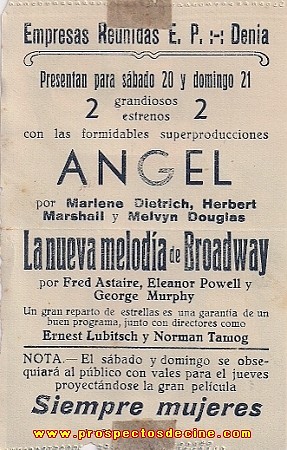 Empresas Reunidas E. P. :-: Denia
Presentan para sábado 20 y domingo 21
2 grandiosos estrenos 2
con las formidables superproducciones
ANGEL
por Marlene Dietrich, Herbert
Marshall y Melvyn Douglas
La nueva melodía de Broadway
por Fred Astaire, Eleanor Powell y
George Murphy
Un gran reparto de estrellas es una garantía de un
buen programa, junto con directores como
Ernest Lubitsch y Norman Tawog
NOTA.— El sábado y domingo se obse-
quiará al público con vales para el jueves
proyectándose la gran película
Siempre mujeres
www.prospectosdecine.com